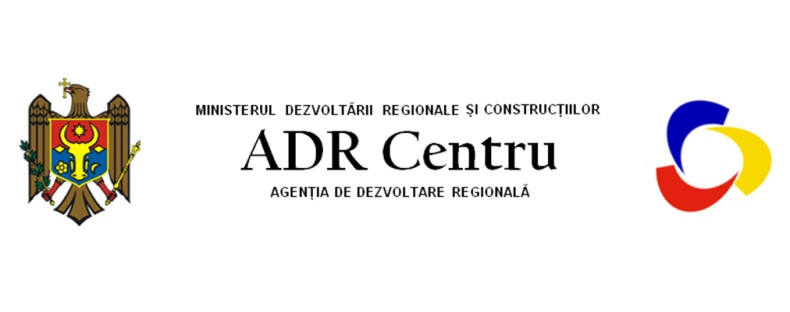 MINISTERUL DEZVOLTĂRII REGIONALE ȘI CONSTRUCȚIILOR
ADR Centru
AGENȚIA DE DEZVOLTARE REGIONALĂ